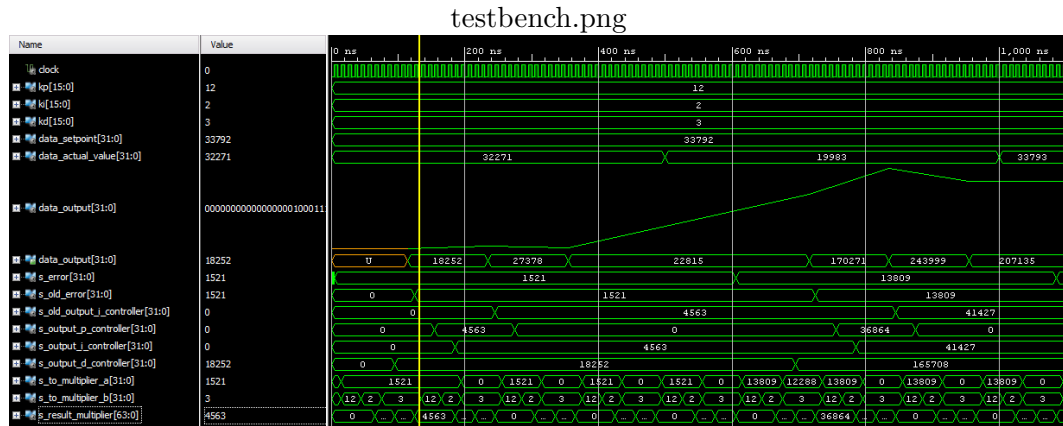 testbench.png
Name Value 0 ns 200 ns 400 ns 600 ns 800 ns 1,000 ns
clock 0
kp[15:0] 12 12
ki[15:0] 2 2
kd[15:0] 3 3
data_setpoint[31:0] 33792 33792
data_actual_value[31:0] 32271 32271 19983 33793
data_output[31:0] 00000000000000000100011
data_output[31:0] 18252 U 18252 27378 22815 170271 243999 207135
s_error[31:0] 1521 1521 13809
s_old_error[31:0] 1521 0 1521 13809
s_old_output_i_controller[31:0] 0 0 4563 41427
s_output_p_controller[31:0] 0 0 4563 0 36864 0
s_output_i_controller[31:0] 0 0 4563 41427
s_output_d_controller[31:0] 18252 0 18252 165708
s_to_multiplier_a[31:0] 1521 1521 0 1521 0 1521 0 1521 0 13809 12288 13809 0 13809 0 13809 0
s_to_multiplier_b[31:0] 3 12 2 3 12 2 3 12 2 3 12 2 3 12 2 3 12 2 3 12 2 3 12 2 3 12 2 3
s_result_multiplier[63:0] 4563 0 ... ... 4563 ... ... 0 ... ... 0 ... ... 0 ... ... 0 ... ... 36864 ... ... 0 ... ... 0 ... ...